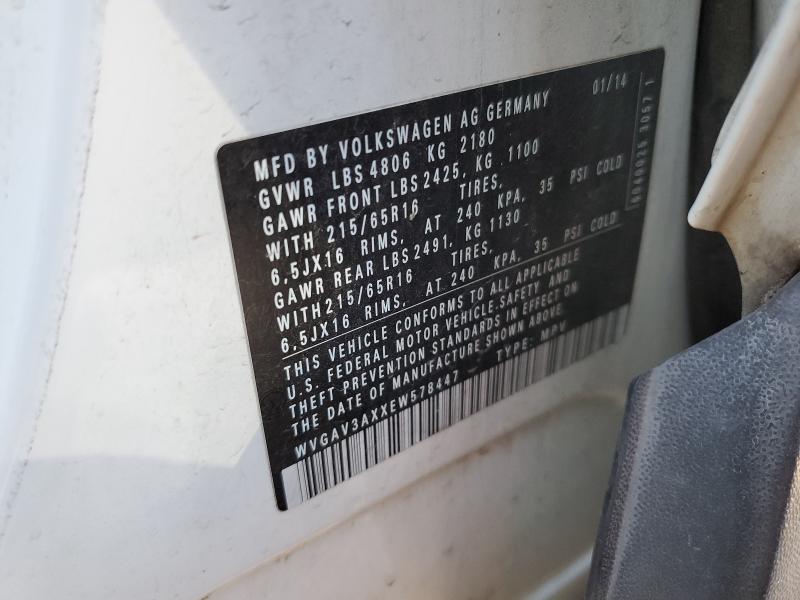 MFD BY VOLKSWAGEN AG GERMANY 01/14
GVWR LBS 4806 KG 2180
GAWR FRONT LBS 2425, KG 1100
WITH 215/65R16 TIRES,
6,5JX16 RIMS, AT 240 KPA, 35 PSI COLD
GAWR REAR LBS 2491, KG 1130
WITH 215/65R16 TIRES,
6,5JX16 RIMS, AT 240 KPA, 35 PSI COLD
THIS VEHICLE CONFORMS TO ALL APPLICABLE
U.S. FEDERAL MOTOR VEHICLE SAFETY AND
THEFT PREVENTION STANDARDS IN EFFECT ON
THE DATE OF MANUFACTURE SHOWN ABOVE.
WVGAV3AXXEW578447 - TYPE: MPV